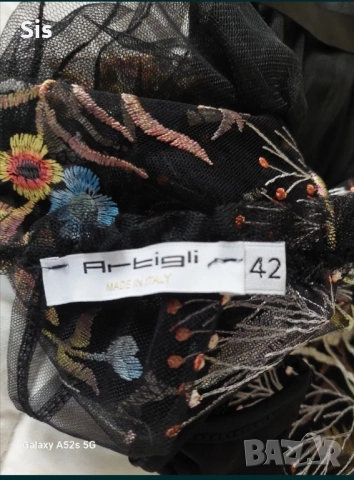 Sis
Artigli
MADE IN ITALY
42
Galaxy A52s 5G
BAZAR